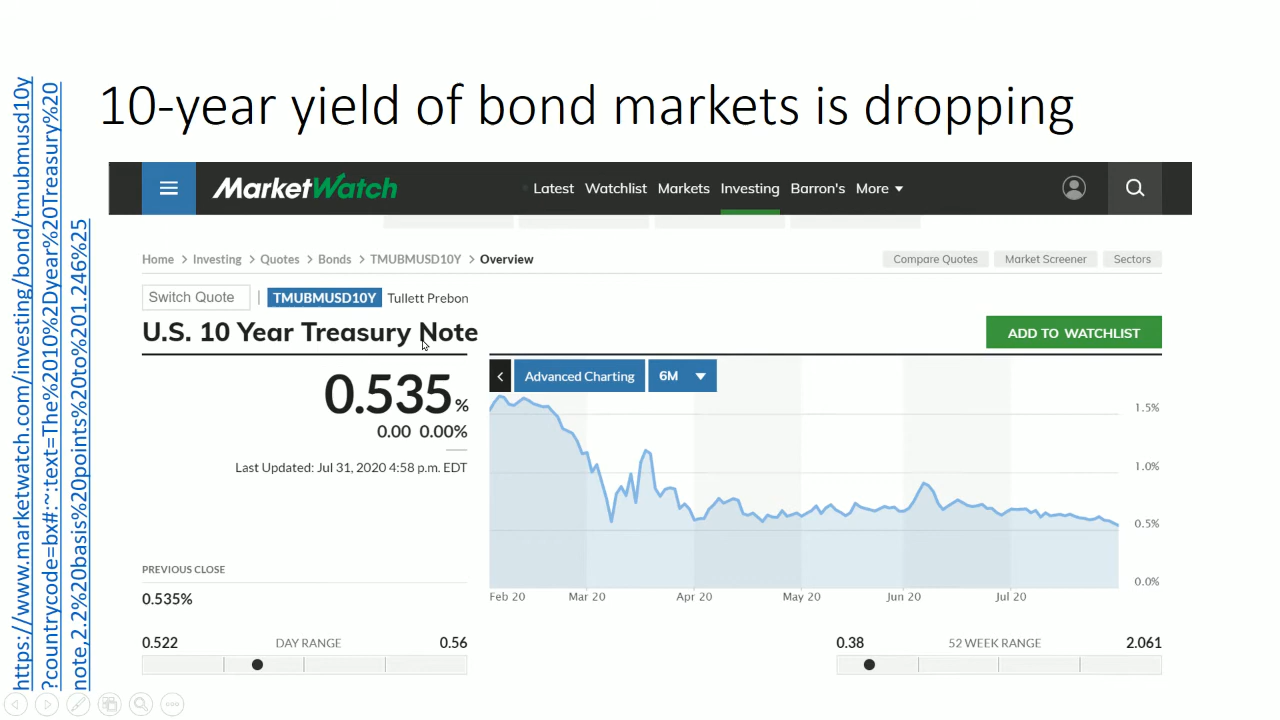 10-year yield of bond markets is dropping
https://www.marketwatch.com/investing/bond/tmubmusd10y
?countrycode=bx#:~:text=The%2010%2Dyear%20Treasury%20
note,2.2%20basis%20points%20to%201.246%25
MarketWatch
Latest Watchlist Markets Investing Barron's More
Home > Investing > Quotes > Bonds > TMUBMUSD10Y > Overview
Compare Quotes Market Screener Sectors
Switch Quote | TMUBMUSD10Y Tullett Prebon
U.S. 10 Year Treasury Note
ADD TO WATCHLIST
0.535%
0.00 0.00%
Last Updated: Jul 31, 2020 4:58 p.m. EDT
PREVIOUS CLOSE
0.535%
0.522 DAY RANGE 0.56
Advanced Charting 6M
1.5%
1.0%
0.5%
0.0%
Feb 20 Mar 20 Apr 20 May 20 Jun 20 Jul 20
0.38 52 WEEK RANGE 2.061